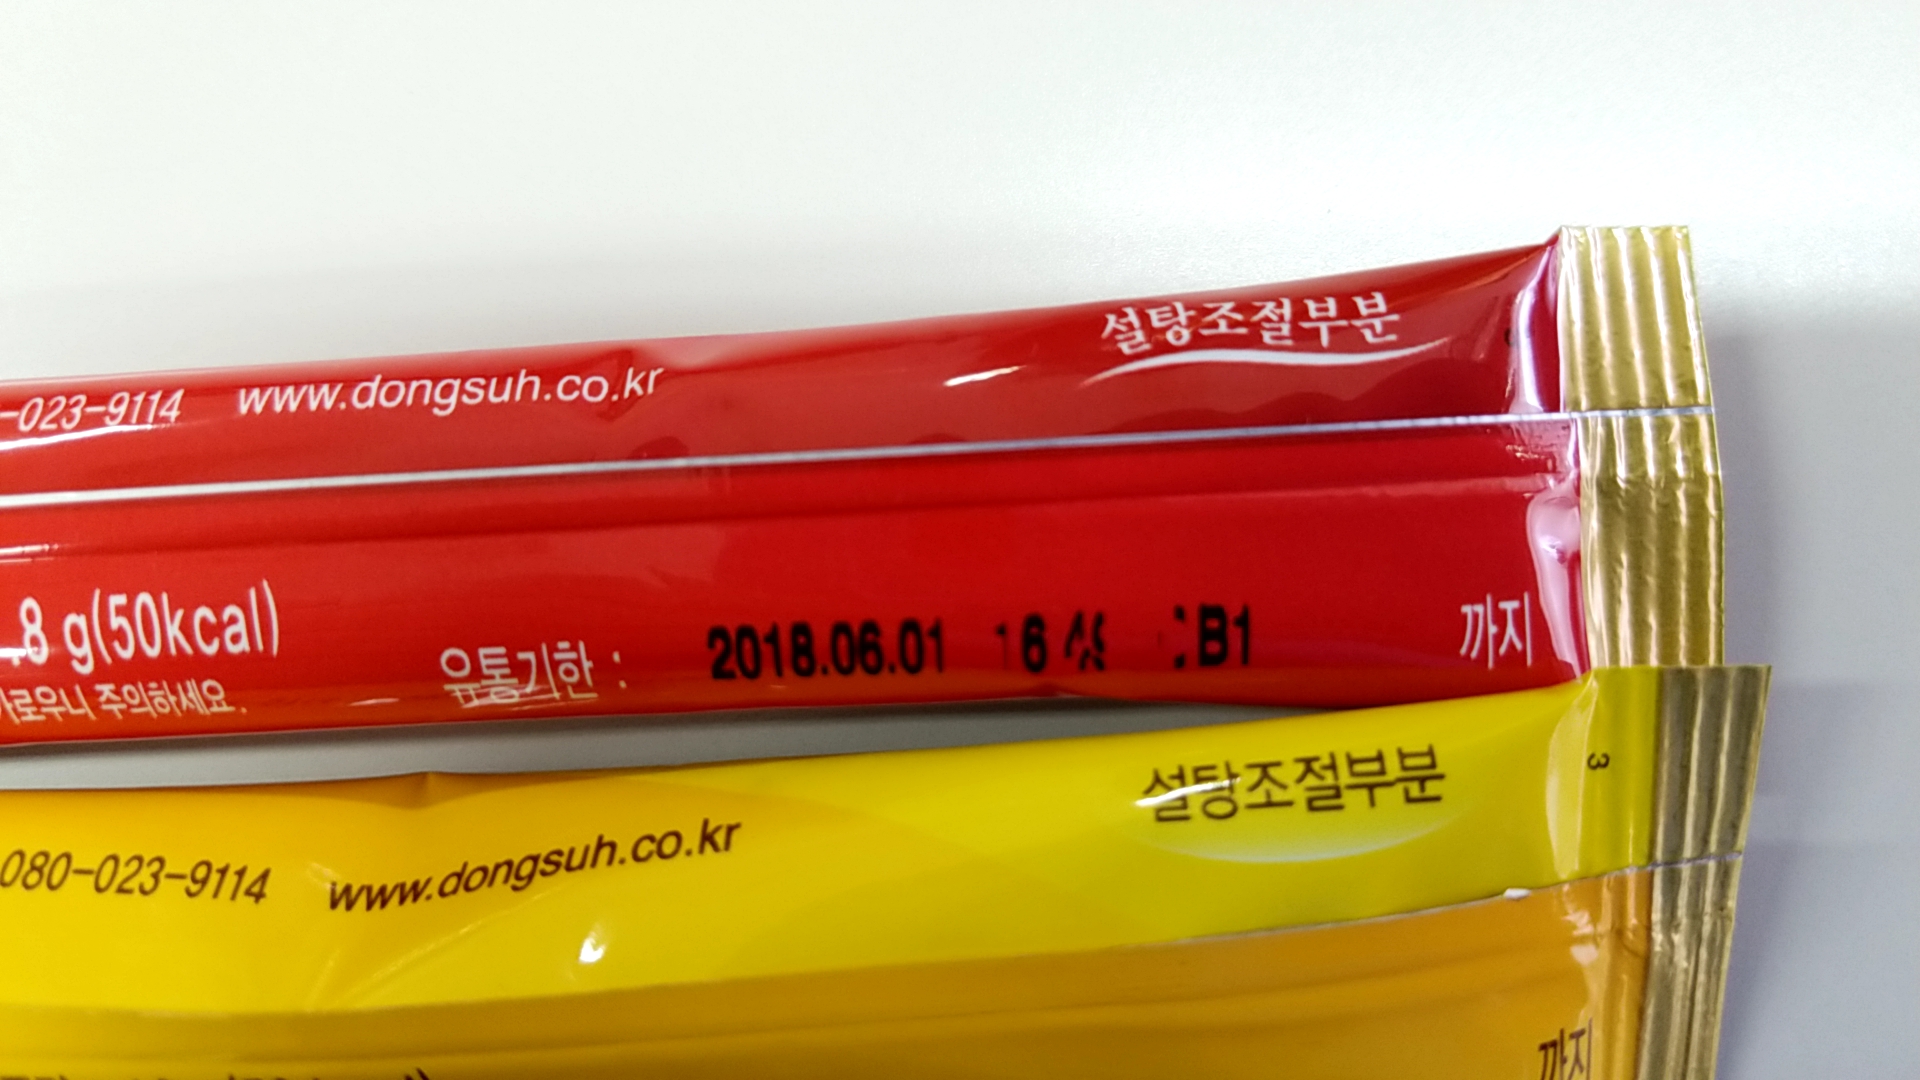 설탕조절부분
-023-9114 www.dongsuh.co.kr
8 g(50kcal)
유통기한 : 2018.06.01 B1 까지
주의하세요.
설탕조절부분
3
080-023-9114 www.dongsuh.co.kr
까지